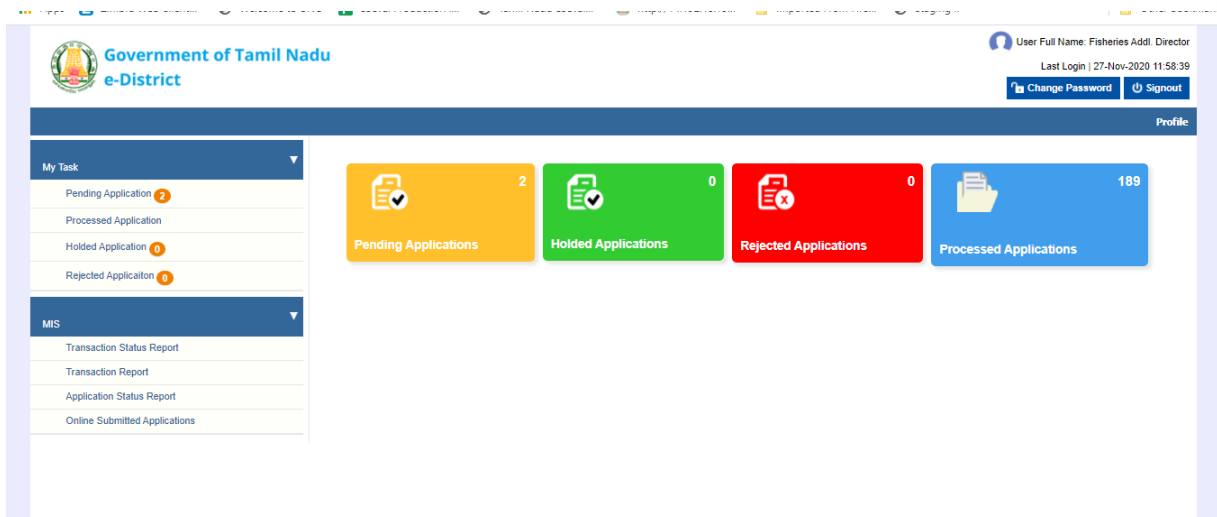 Government of Tamil Nadu
e-District
User Full Name: Fisheries Addl. Director
Last Login | 27-Nov-2020 11:58:39
Change Password
Signout
Profile
My Task
Pending Application 2
Processed Application
Holded Application 0
Rejected Applicaiton 0
MIS
Transaction Status Report
Transaction Report
Application Status Report
Online Submitted Applications
2
Pending Applications
0
Holded Applications
0
Rejected Applications
189
Processed Applications